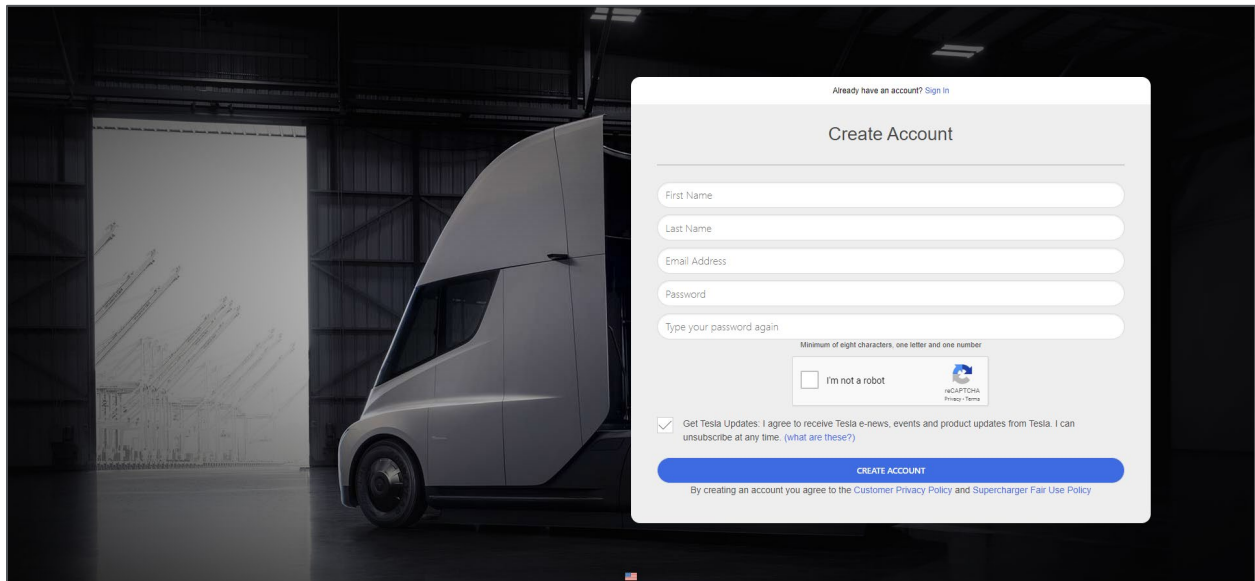 Already have an account? Sign In
Create Account
First Name
Last Name
Email Address
Password
Type your password again
Minimum of eight characters, one letter and one number
I'm not a robot
reCAPTCHA
Privacy - Terms
Get Tesla Updates: I agree to receive Tesla e-news, events and product updates from Tesla. I can
unsubscribe at any time. (what are these?)
CREATE ACCOUNT
By creating an account you agree to the Customer Privacy Policy and Supercharger Fair Use Policy